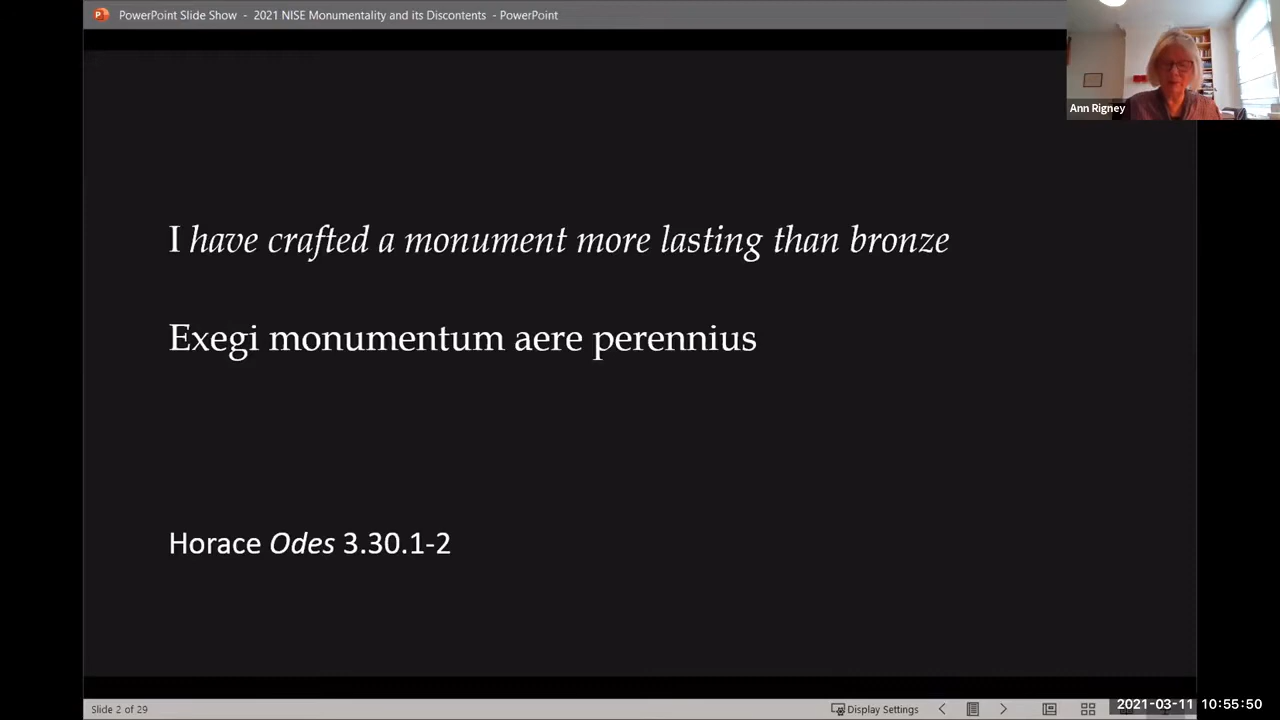 PowerPoint Slide Show - 2021 NISE Monumentality and its Discontents - PowerPoint
Ann Rigney
I have crafted a monument more lasting than bronze
Exegi monumentum aere perennius
Horace Odes 3.30.1-2
Slide 2 of 29
Display Settings
2021-03-11 10:55:50